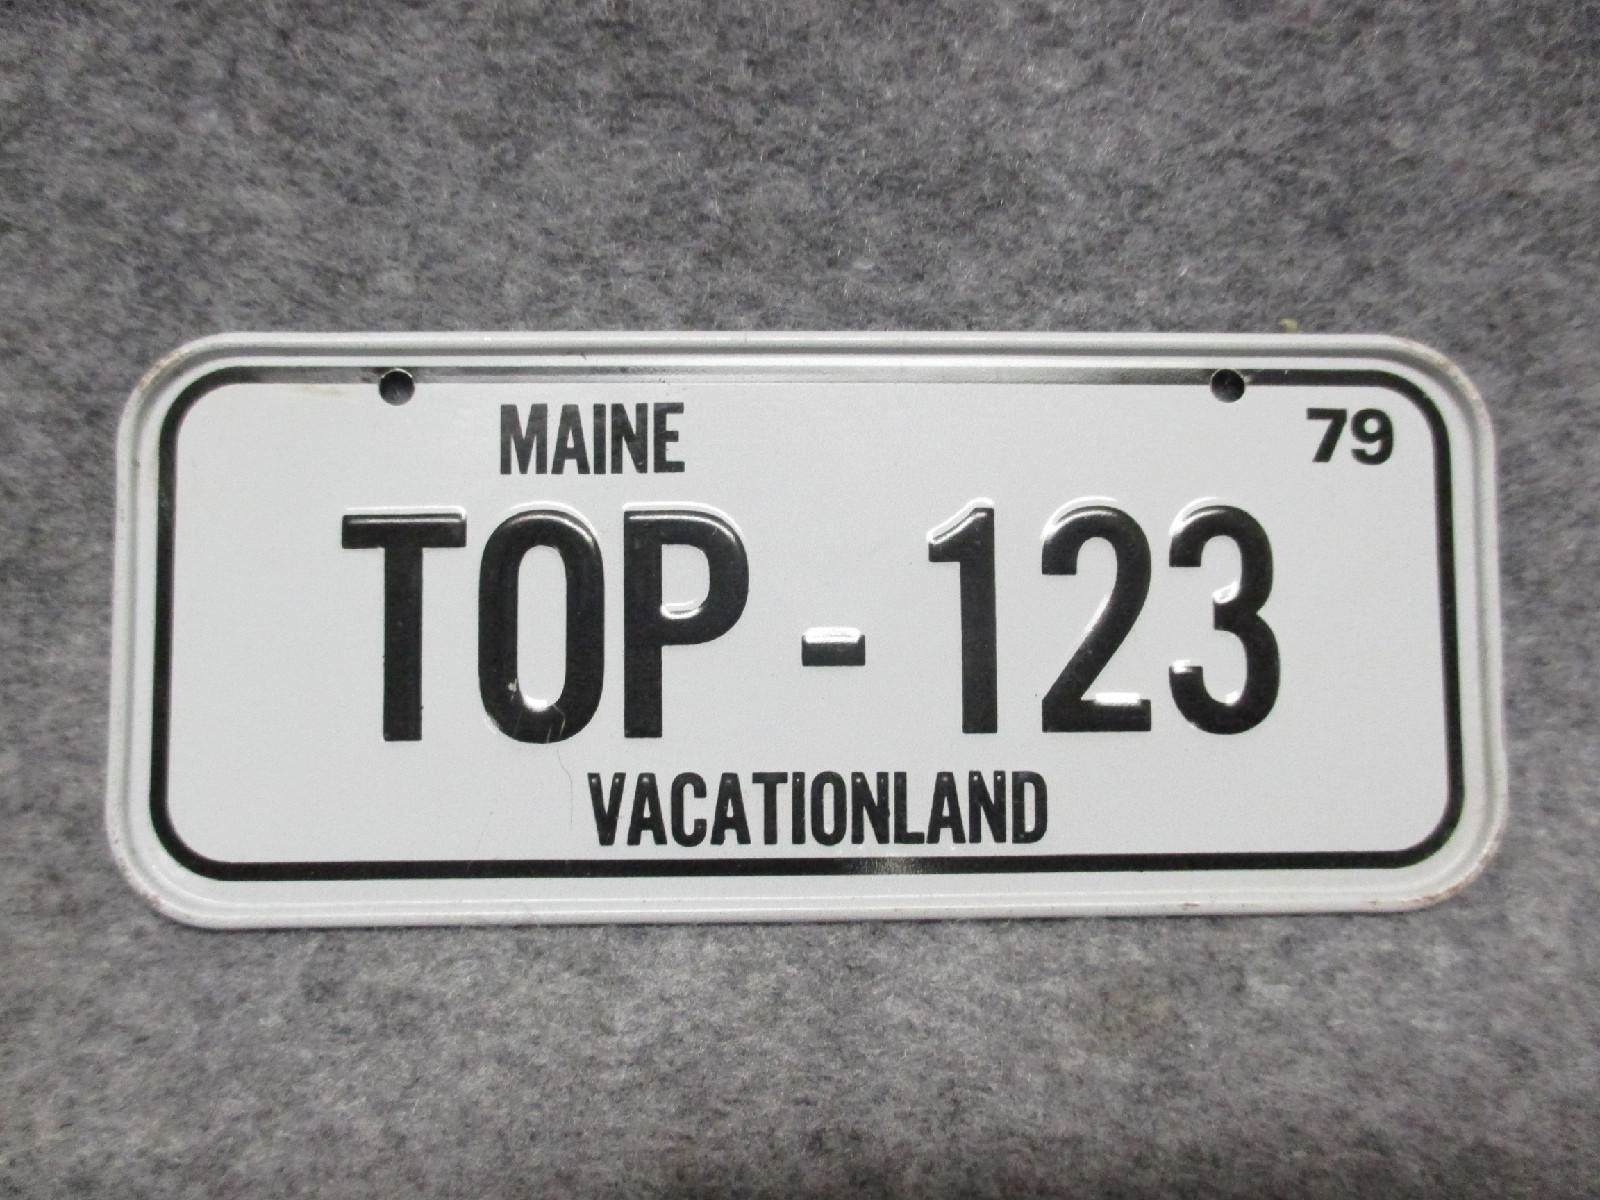 MAINE 79
TOP - 123
VACATIONLAND